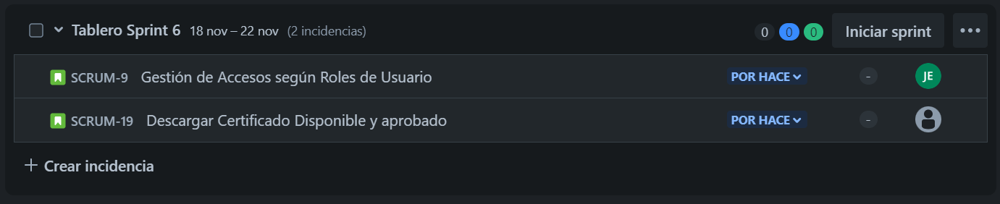 Tablero Sprint 6 18 nov – 22 nov (2 incidencias) 0 0 0 Iniciar sprint
SCRUM-9 Gestión de Accesos según Roles de Usuario POR HACE - JE
SCRUM-19 Descargar Certificado Disponible y aprobado POR HACE -
+ Crear incidencia